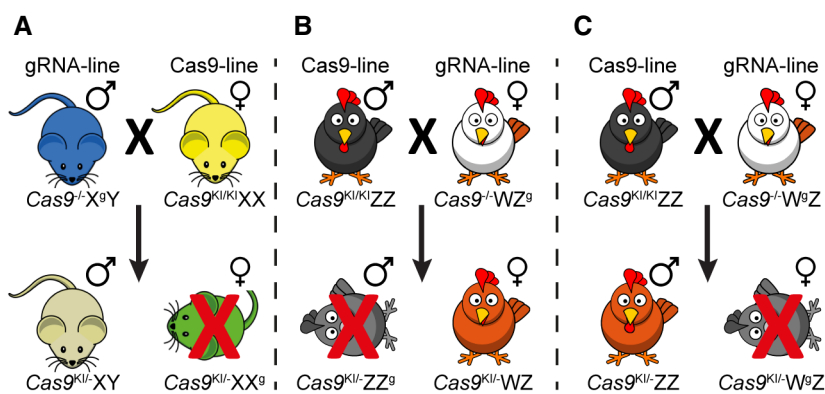 A
gRNA-line Cas9-line
♂ X ♀
Cas9-/-XgY Cas9KI/KIXX
♂ ♀
Cas9KI/-XY Cas9KI/-XXg
B
Cas9-line gRNA-line
♂ X ♀
Cas9KI/KIZZ Cas9-/-WZg
♂ ♀
Cas9KI/-ZZg Cas9KI/-WZ
C
Cas9-line gRNA-line
♂ X ♀
Cas9KI/KIZZ Cas9-/-WgZ
♂ ♀
Cas9KI/-ZZ Cas9KI/-WgZ